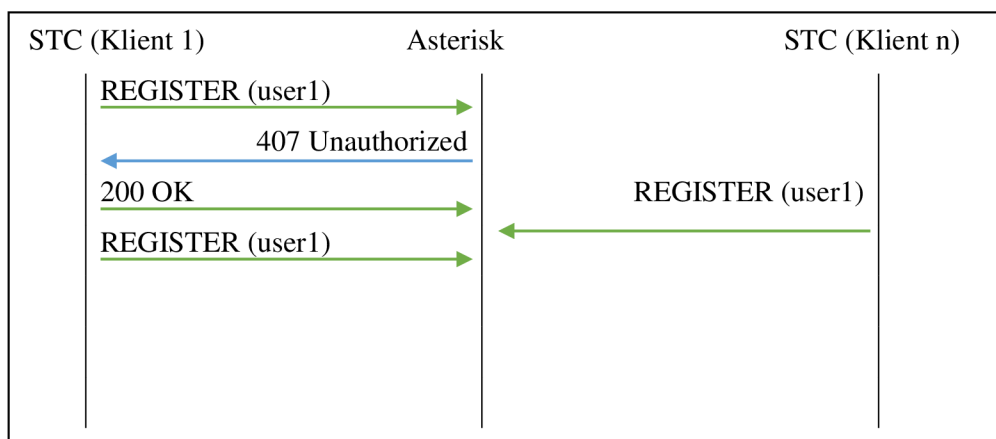 STC (Klient 1)
Asterisk
STC (Klient n)
REGISTER (user1)
407 Unauthorized
200 OK
REGISTER (user1)
REGISTER (user1)